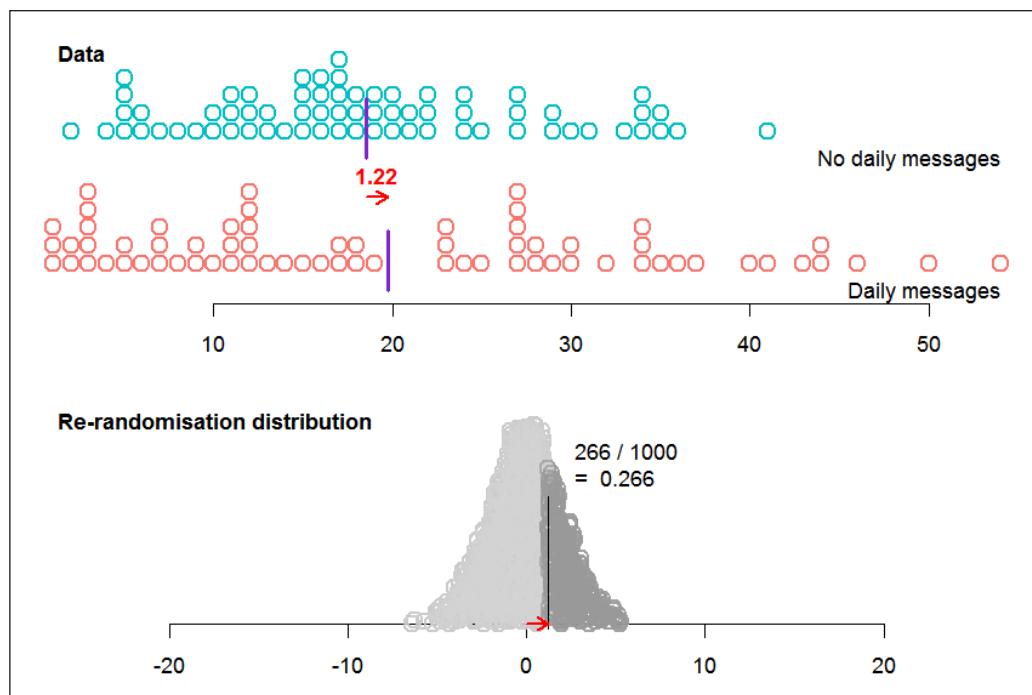 Data
No daily messages
1.22
Daily messages
10 20 30 40 50
Re-randomisation distribution
266 / 1000
= 0.266
-20 -10 0 10 20